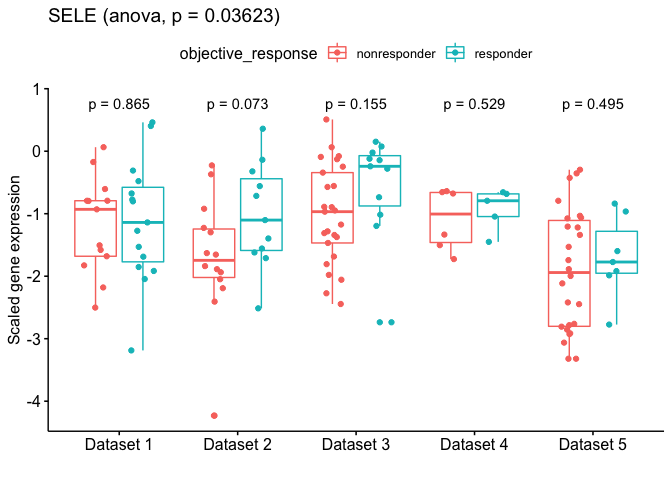 SELE (anova, p = 0.03623)
objective_response nonresponder responder
p = 0.865 p = 0.073 p = 0.155 p = 0.529 p = 0.495
1
0
-1
-2
-3
-4
Scaled gene expression
Dataset 1 Dataset 2 Dataset 3 Dataset 4 Dataset 5